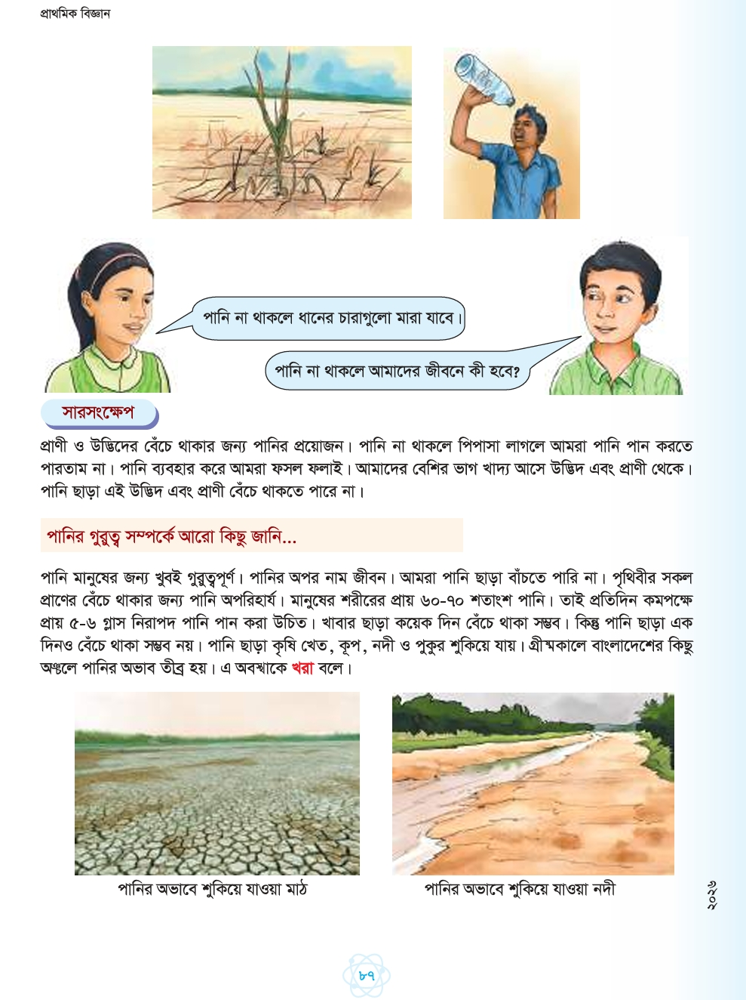 প্রাথমিক বিজ্ঞান
পানি না থাকলে ধানের চারাগুলো মারা যাবে।
পানি না থাকলে আমাদের জীবনে কী হবে?
সারসংক্ষেপ
প্রাণী ও উদ্ভিদের বেঁচে থাকার জন্য পানির প্রয়োজন। পানি না থাকলে পিপাসা লাগলে আমরা পানি পান করতে
পারতাম না। পানি ব্যবহার করে আমরা ফসল ফলাই। আমাদের বেশির ভাগ খাদ্য আসে উদ্ভিদ এবং প্রাণী থেকে।
পানি ছাড়া এই উদ্ভিদ এবং প্রাণী বেঁচে থাকতে পারে না।
পানির গুরুত্ব সম্পর্কে আরো কিছু জানি...
পানি মানুষের জন্য খুবই গুরুত্বপূর্ণ। পানির অপর নাম জীবন। আমরা পানি ছাড়া বাঁচতে পারি না। পৃথিবীর সকল
প্রাণের বেঁচে থাকার জন্য পানি অপরিহার্য। মানুষের শরীরের প্রায় ৬০-৭০ শতাংশ পানি। তাই প্রতিদিন কমপক্ষে
প্রায় ৫-৬ গ্লাস নিরাপদ পানি পান করা উচিত। খাবার ছাড়া কয়েক দিন বেঁচে থাকা সম্ভব। কিন্তু পানি ছাড়া এক
দিনও বেঁচে থাকা সম্ভব নয়। পানি ছাড়া কৃষি খেত, কূপ, নদী ও পুকুর শুকিয়ে যায়। গ্রীষ্মকালে বাংলাদেশের কিছু
অঞ্চলে পানির অভাব তীব্র হয়। এ অবস্থাকে খরা বলে।
পানির অভাবে শুকিয়ে যাওয়া মাঠ
পানির অভাবে শুকিয়ে যাওয়া নদী
২০২৬
৮৭